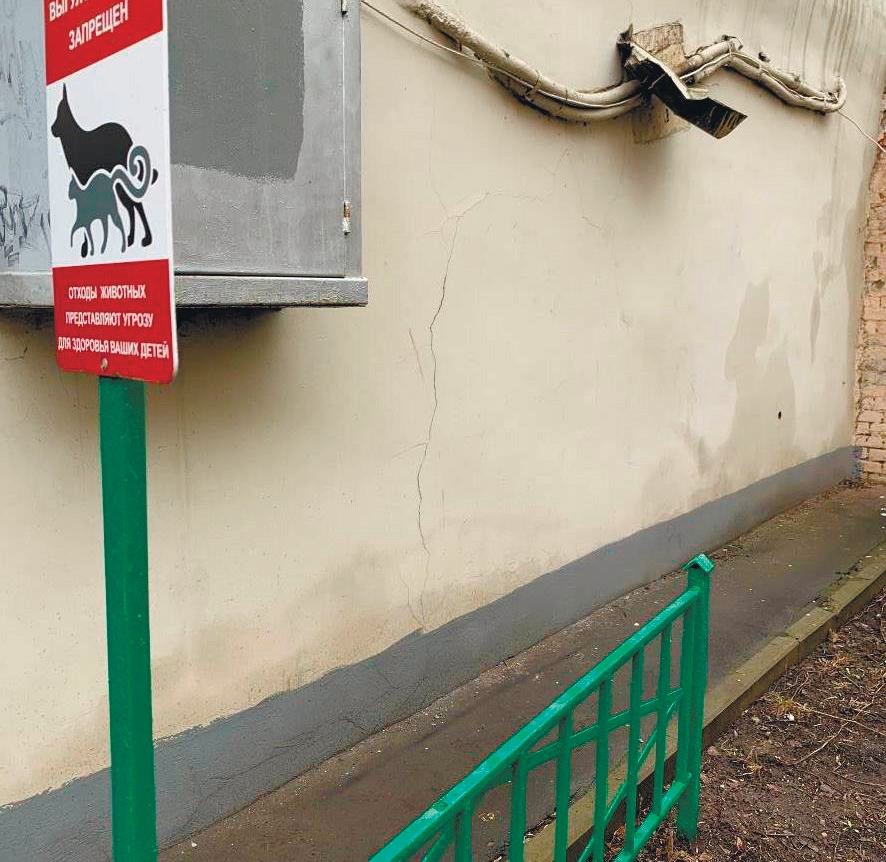 ЗАПРЕЩЕН
ОТХОДЫ ЖИВОТНЫХ
ПРЕДСТАВЛЯЮТ УГРОЗУ
ДЛЯ ЗДОРОВЬЯ ВАШИХ ДЕТЕЙ